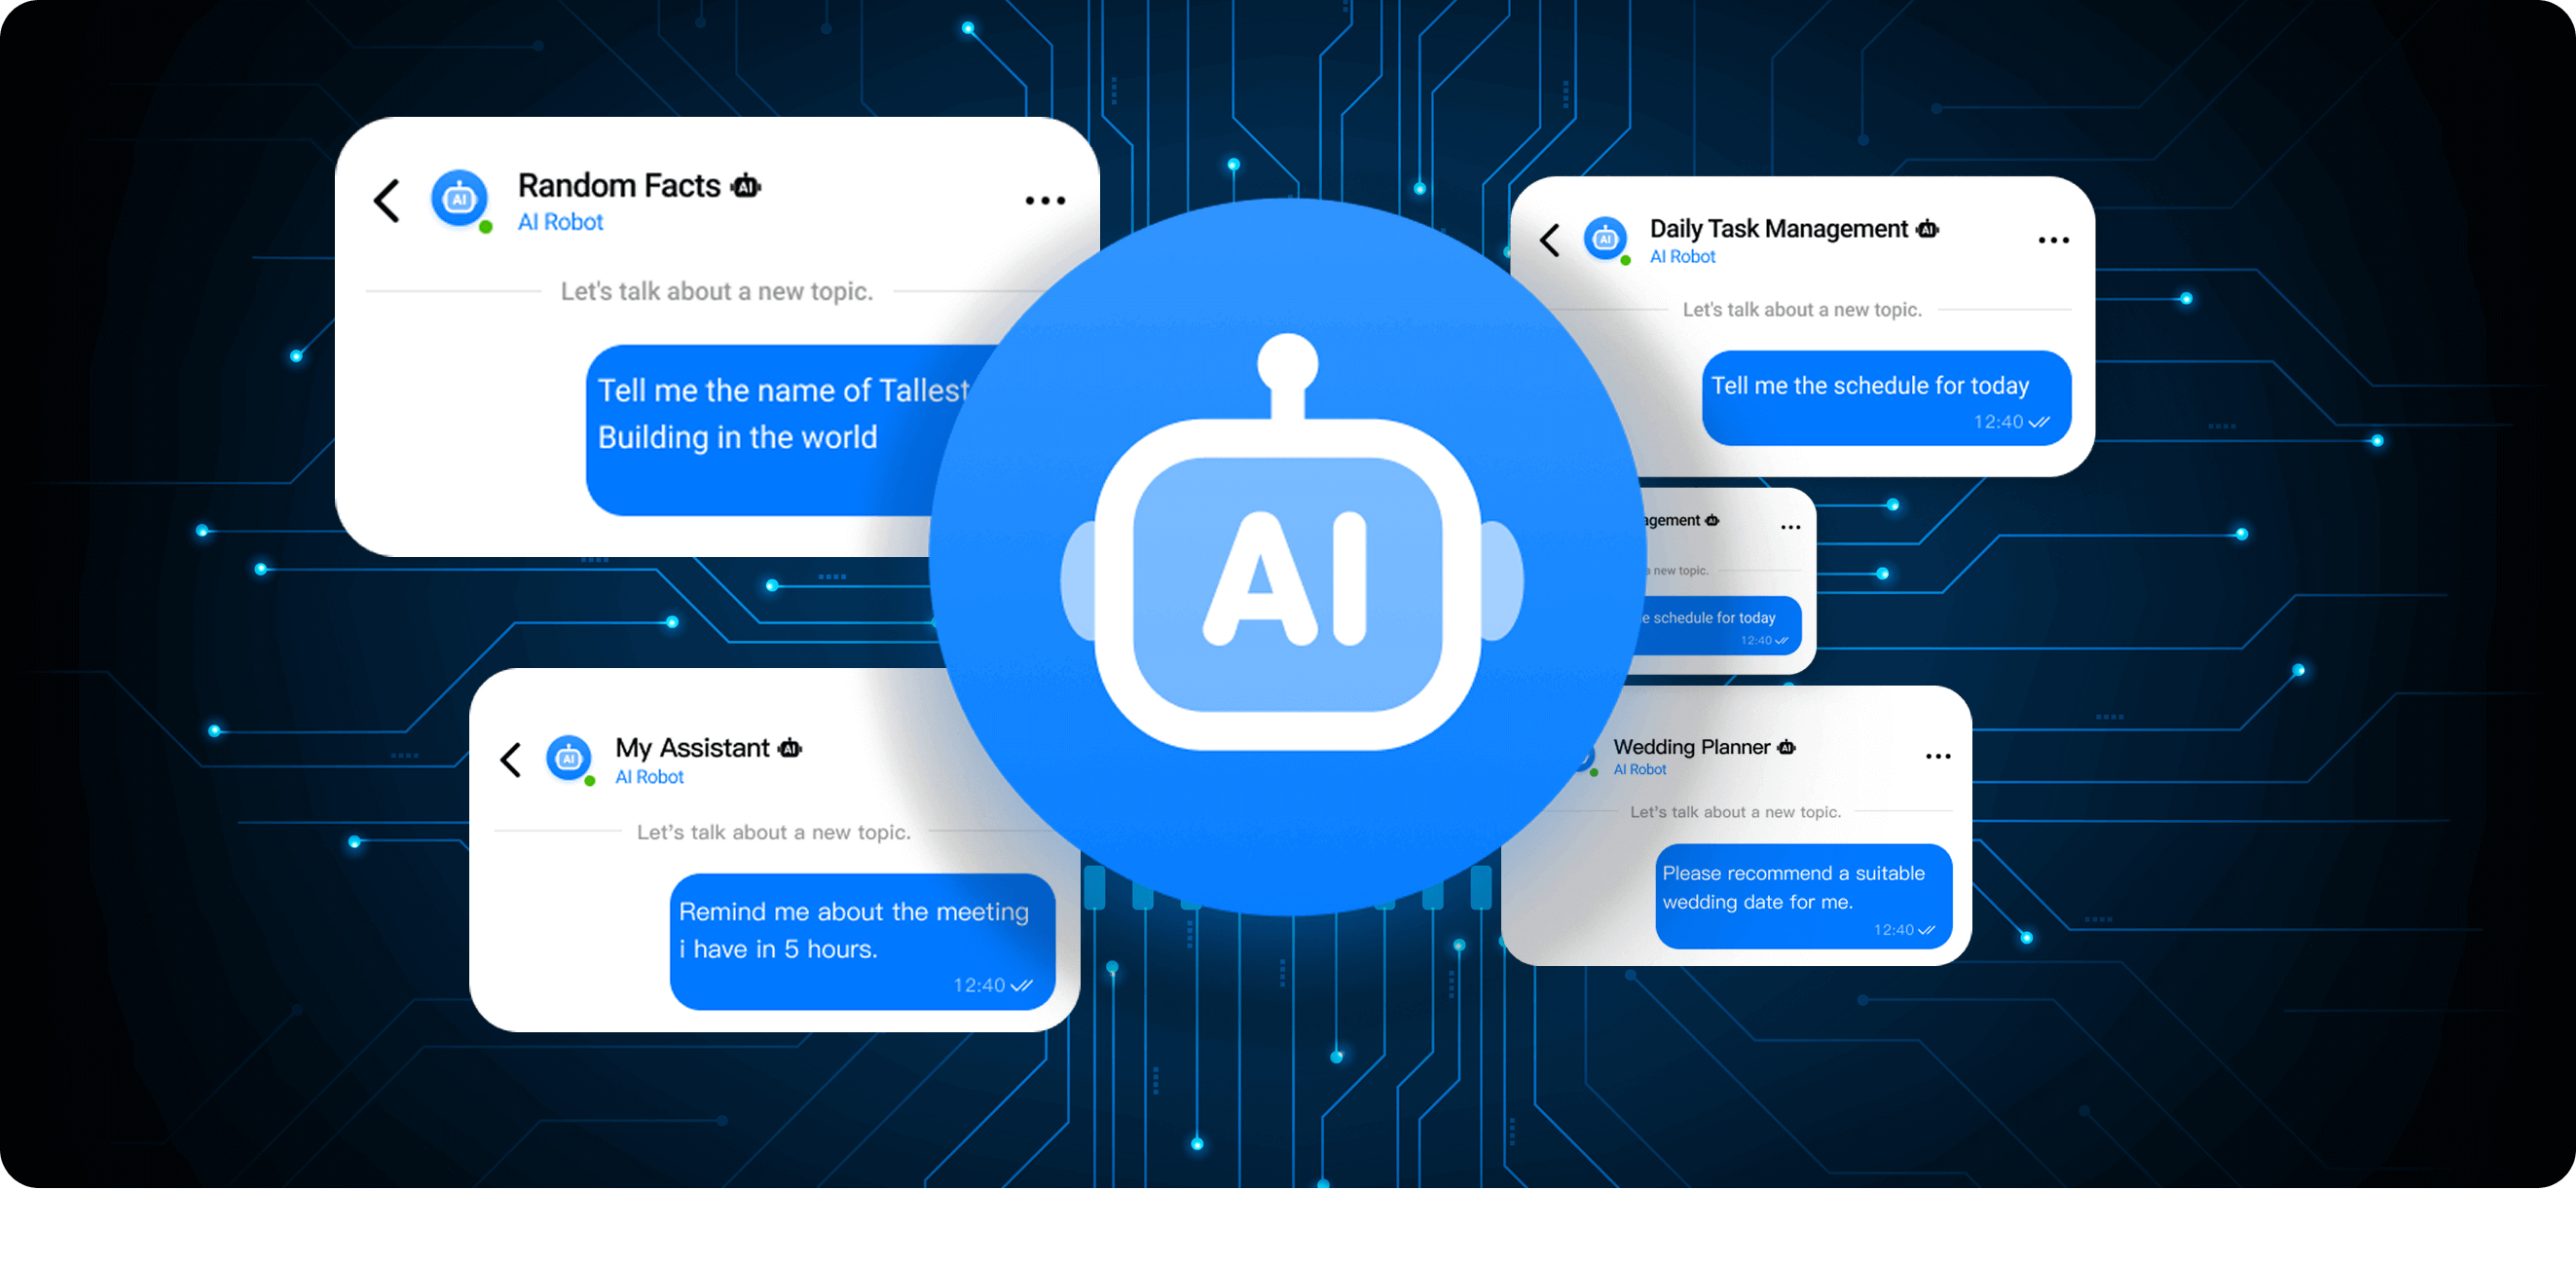 Random Facts
AI Robot
Let's talk about a new topic.
Tell me the name of Tallest
Building in the world
My Assistant
AI Robot
Let's talk about a new topic.
Remind me about the meeting
i have in 5 hours.
12:40
AI
Daily Task Management
AI Robot
Let's talk about a new topic.
Tell me the schedule for today
12:40
agement
a new topic.
e schedule for today
12:40
Wedding Planner
AI Robot
Let's talk about a new topic.
Please recommend a suitable
wedding date for me.
12:40